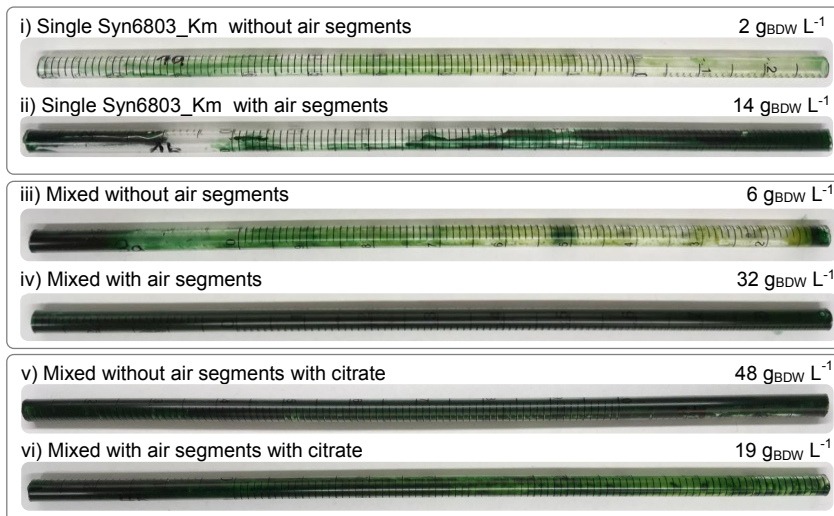 i) Single Syn6803_Km without air segments 2 gBDW L-1
ii) Single Syn6803_Km with air segments 14 gBDW L-1
iii) Mixed without air segments 6 gBDW L-1
iv) Mixed with air segments 32 gBDW L-1
v) Mixed without air segments with citrate 48 gBDW L-1
vi) Mixed with air segments with citrate 19 gBDW L-1